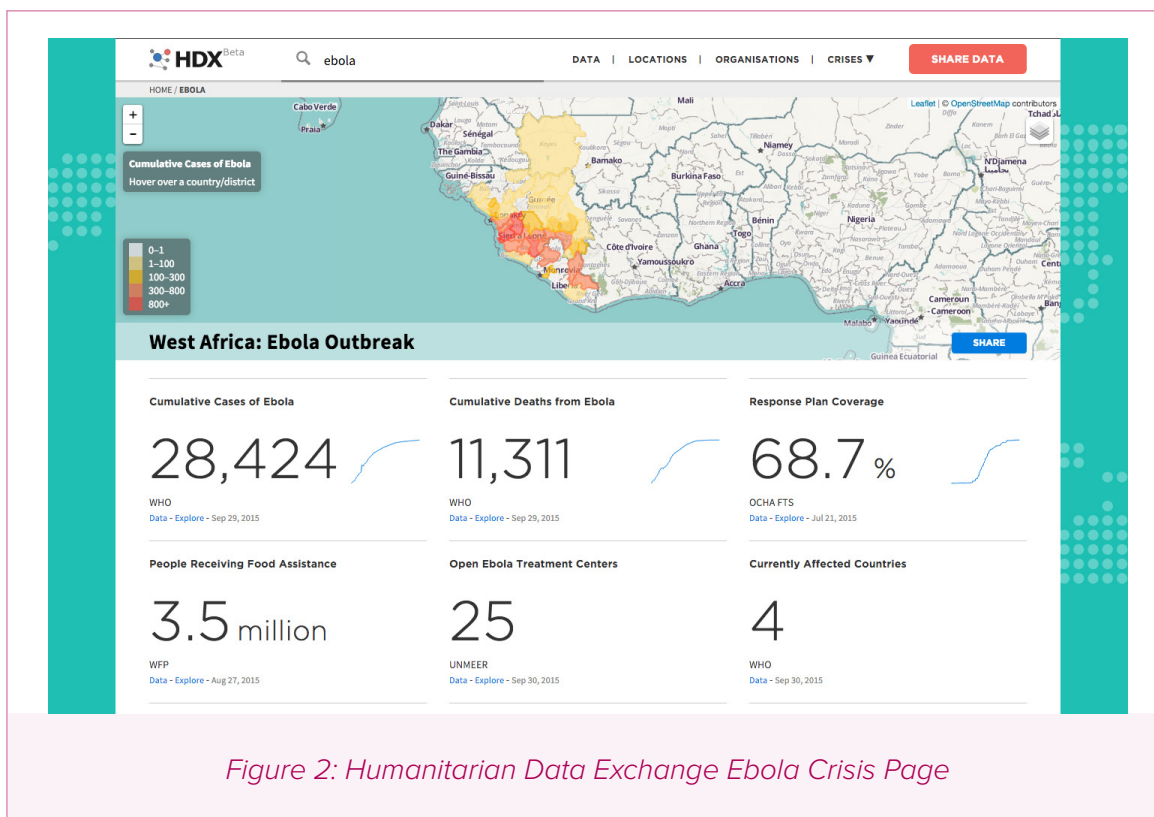 HDX Beta
ebola
DATA | LOCATIONS | ORGANISATIONS | CRISES ▼
SHARE DATA
HOME / EBOLA
+
−
Leaflet | © OpenStreetMap contributors
Cumulative Cases of Ebola
Hover over a country/district
0–1
1–100
100–300
300–800
800+
Cabo Verde
Praia
Dakar
Sénégal
The Gambia
Guiné-Bissau
Mali
Bamako
Burkina Faso
Niamey
N'Djamena
Bénin
Nigeria
Togo
Ghana
Côte d'Ivoire
Yamoussoukro
Accra
Monrovia
Liberia
Cameroun
- Cameroon
Malabo
Yaoundé
Guinea Ecuatorial
West Africa: Ebola Outbreak
SHARE
Cumulative Cases of Ebola
28,424
WHO
Data - Explore - Sep 29, 2015
Cumulative Deaths from Ebola
11,311
WHO
Data - Explore - Sep 29, 2015
Response Plan Coverage
68.7 %
OCHA FTS
Data - Explore - Jul 21, 2015
People Receiving Food Assistance
3.5 million
WFP
Data - Explore - Aug 27, 2015
Open Ebola Treatment Centers
25
UNMEER
Data - Explore - Sep 30, 2015
Currently Affected Countries
4
WHO
Data - Sep 30, 2015
Figure 2: Humanitarian Data Exchange Ebola Crisis Page